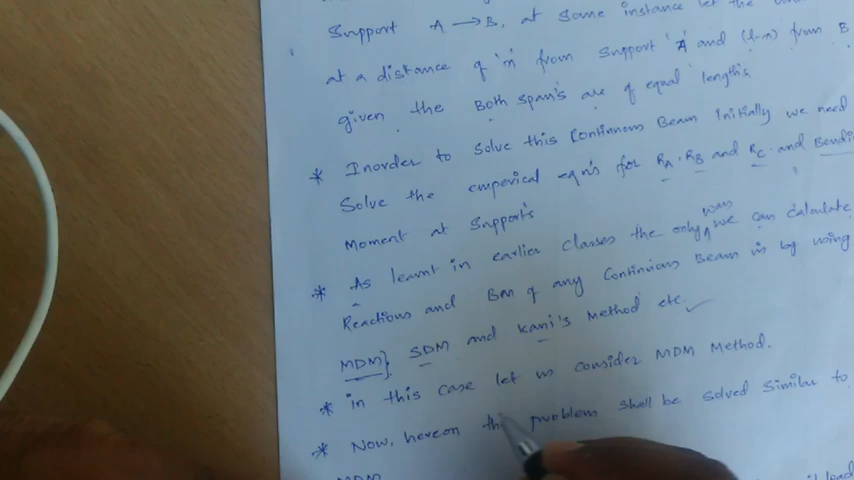 Support A → B, at some instance let the
at a distance of 'n' from support 'A' and (l-n) from B
given the Both span's are of equal length's
* Inorder to solve this Continuous Beam Initially we need
Solve the emperical eqn's for RA, RB and RC. and Bendi
Moment at Supports
* As learnt in earlier classes the only way we can calculate
Reactions and BM of any Continuous Beam is by using
MDM}, SDM and kani's Method etc.
* in this case let us consider MDM Method.
* Now, hereon the problem shall be solved similar to
MDM